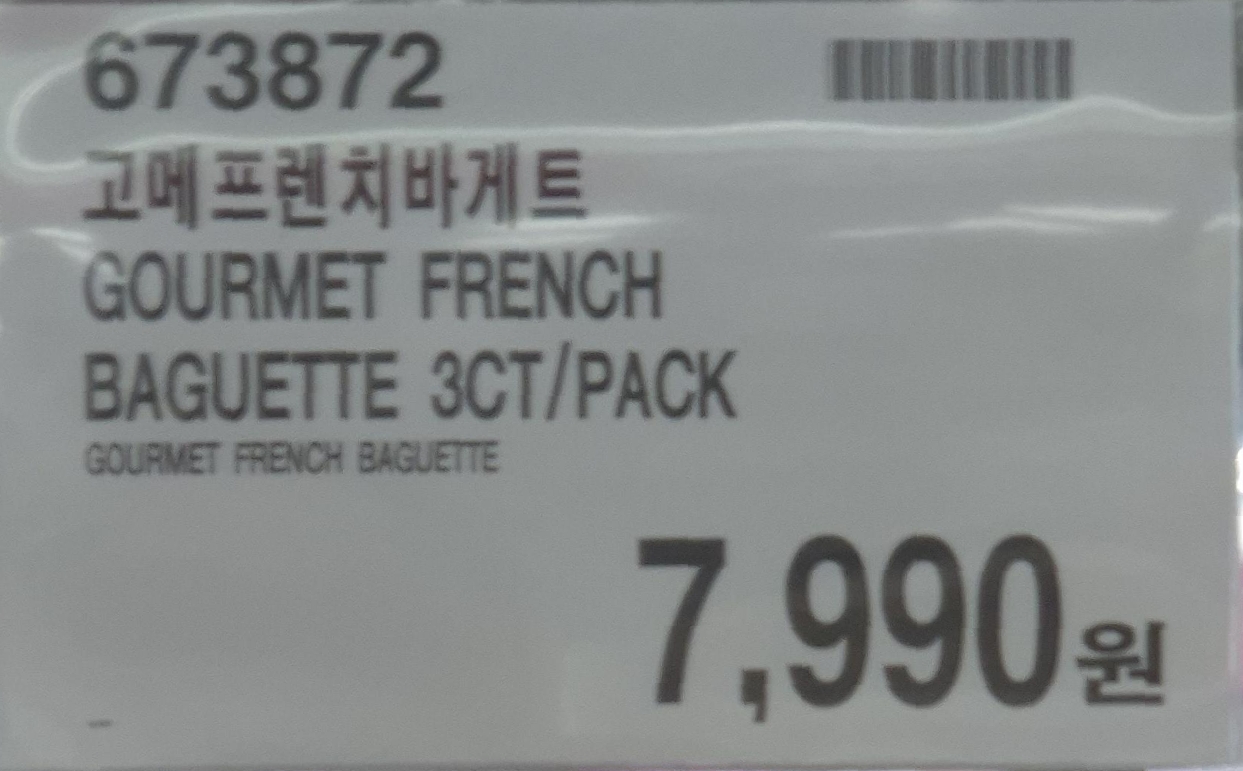 673872
고메프렌치바게트
GOURMET FRENCH
BAGUETTE 3CT/PACK
GOURMET FRENCH BAGUETTE
7,990원